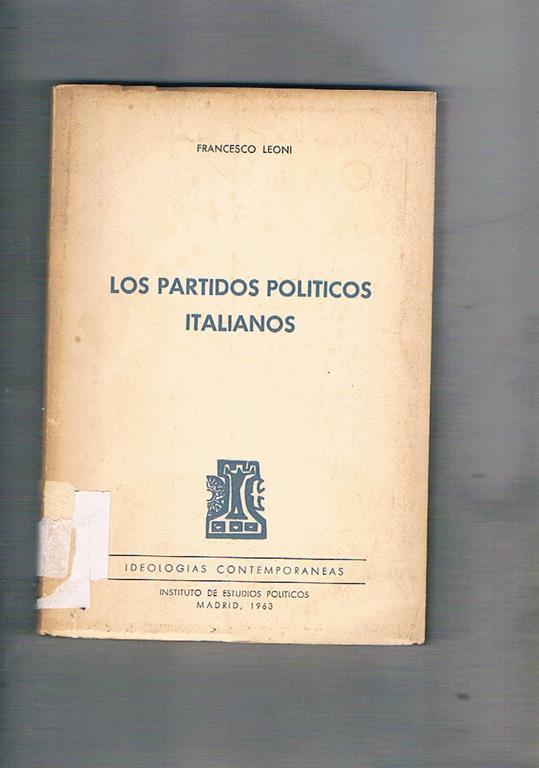 FRANCESCO LEONI
LOS PARTIDOS POLITICOS
ITALIANOS
IDEOLOGIAS CONTEMPORANEAS
INSTITUTO DE ESTUDIOS POLITICOS
MADRID, 1963